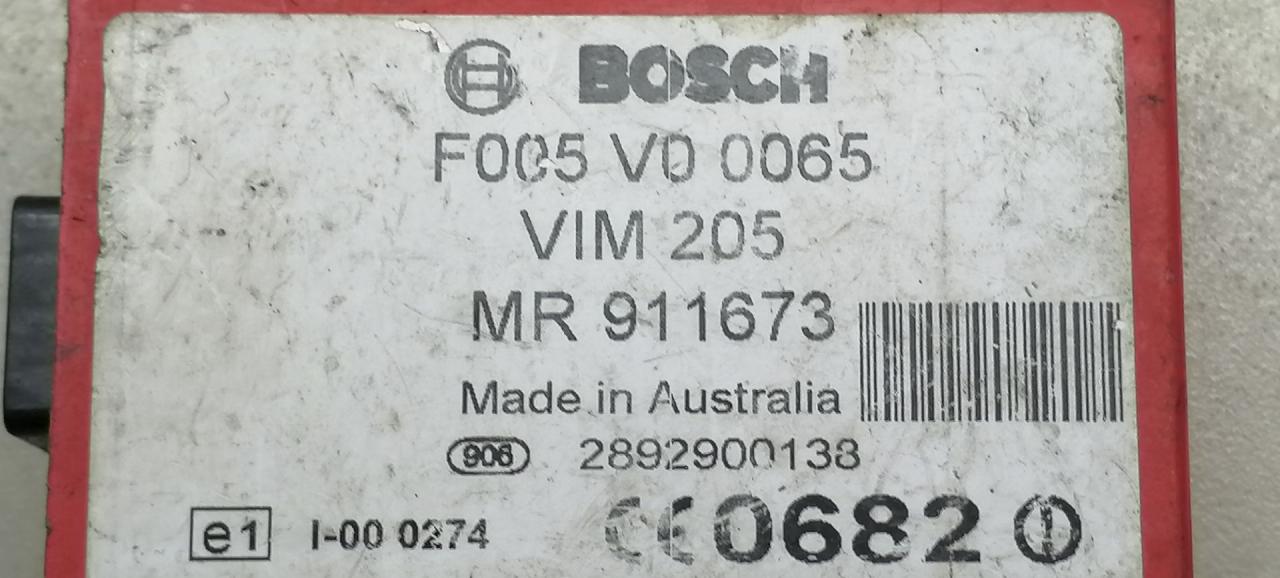 BOSCH
F005 V0 0065
VIM 205
MR 911673
Made in Australia
906 2892900138
e1 I-00 0274 CE0682